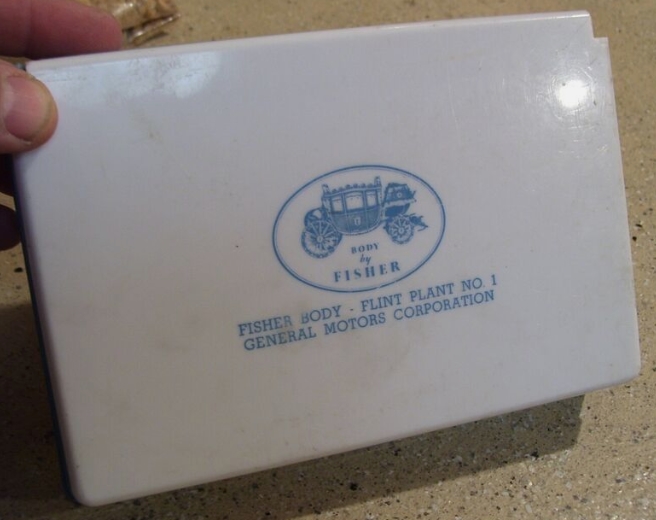 BODY
by
FISHER
FISHER BODY - FLINT PLANT NO. 1
GENERAL MOTORS CORPORATION